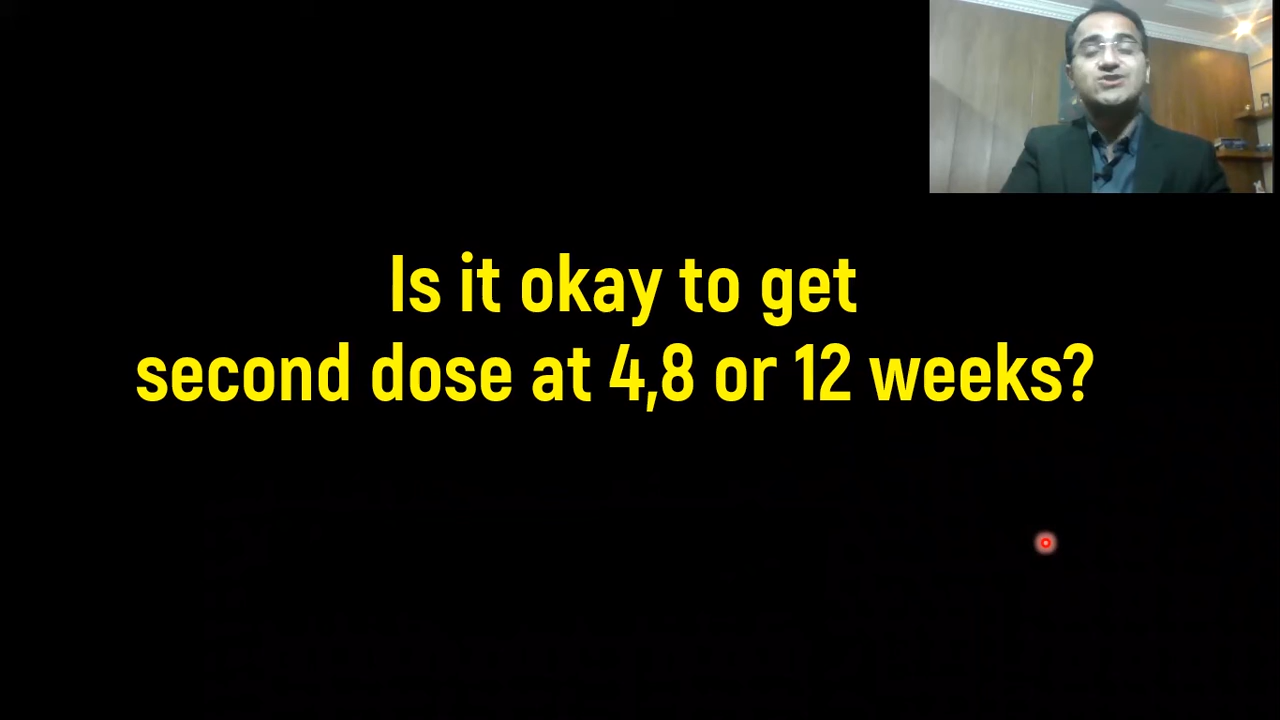 Is it okay to get
second dose at 4,8 or 12 weeks?